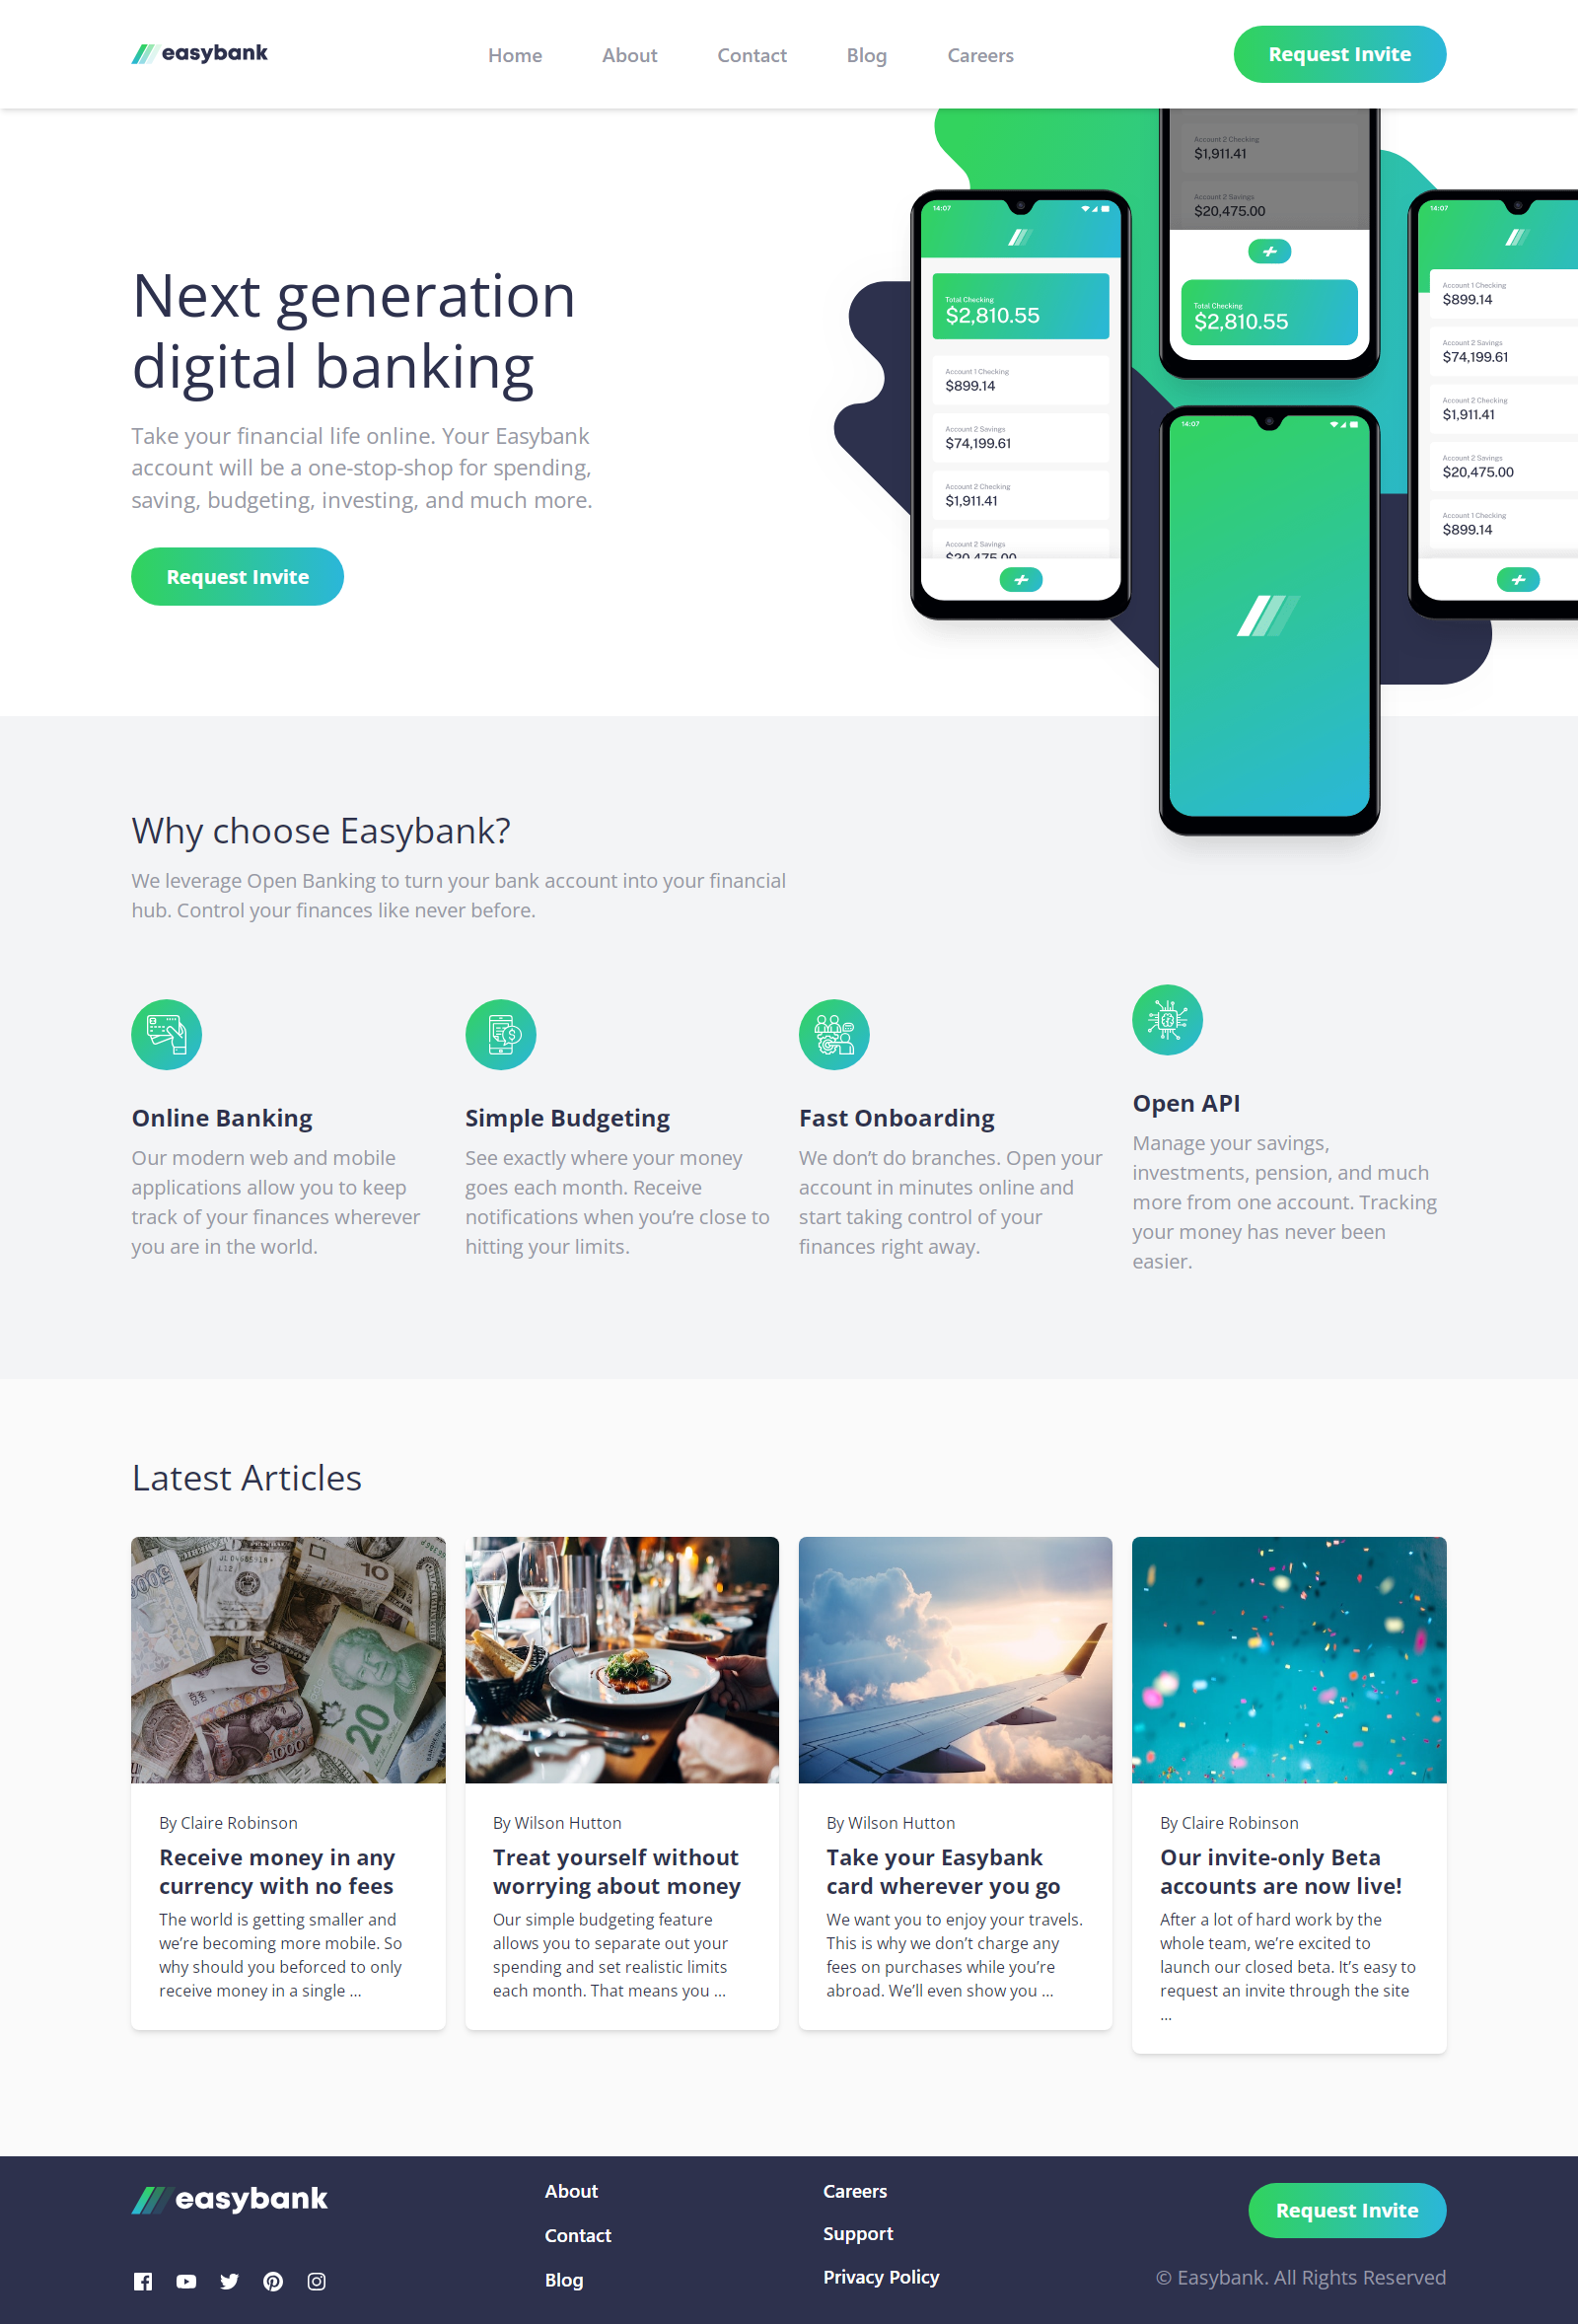 easybank
Home
About
Contact
Blog
Careers
Request Invite
Next generation
digital banking
Take your financial life online. Your Easybank
account will be a one-stop-shop for spending,
saving, budgeting, investing, and much more.
Request Invite
14:07
Total Checking
$2,810.55
Account 1 Checking
$899.14
Account 2 Savings
$74,199.61
Account 2 Checking
$1,911.41
Account 2 Savings
$20,475.00
Account 2 Checking
$1,911.41
Account 2 Savings
$20,475.00
Total Checking
$2,810.55
14:07
14:07
Account 1 Checking
$899.14
Account 2 Savings
$74,199.61
Account 2 Checking
$1,911.41
Account 2 Savings
$20,475.00
Account 1 Checking
$899.14
Why choose Easybank?
We leverage Open Banking to turn your bank account into your financial
hub. Control your finances like never before.
Online Banking
Our modern web and mobile
applications allow you to keep
track of your finances wherever
you are in the world.
Simple Budgeting
See exactly where your money
goes each month. Receive
notifications when you’re close to
hitting your limits.
Fast Onboarding
We don’t do branches. Open your
account in minutes online and
start taking control of your
finances right away.
Open API
Manage your savings,
investments, pension, and much
more from one account. Tracking
your money has never been
easier.
Latest Articles
10
20
1000
By Claire Robinson
Receive money in any
currency with no fees
The world is getting smaller and
we’re becoming more mobile. So
why should you beforced to only
receive money in a single ...
By Wilson Hutton
Treat yourself without
worrying about money
Our simple budgeting feature
allows you to separate out your
spending and set realistic limits
each month. That means you ...
By Wilson Hutton
Take your Easybank
card wherever you go
We want you to enjoy your travels.
This is why we don’t charge any
fees on purchases while you’re
abroad. We’ll even show you ...
By Claire Robinson
Our invite-only Beta
accounts are now live!
After a lot of hard work by the
whole team, we’re excited to
launch our closed beta. It’s easy to
request an invite through the site
...
easybank
About
Contact
Blog
Careers
Support
Privacy Policy
Request Invite
© Easybank. All Rights Reserved